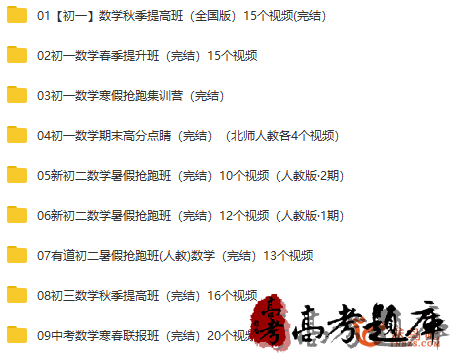 01【初一】数学秋季提高班（全国版）15个视频(完结）
02初一数学春季提升班（完结）15个视频
03初一数学寒假抢跑集训营（完结）
04初一数学期末高分点睛（完结）（北师人教各4个视频）
05新初二数学暑假抢跑班（完结）10个视频（人教版·2期）
06新初二数学暑假抢跑班（完结）12个视频（人教版·1期）
07有道初二暑假抢跑班(人教)数学（完结）13个视频
08初三数学秋季提高班（完结）16个视频
09中考数学寒春联报班（完结）20个视频
高考
高考题库